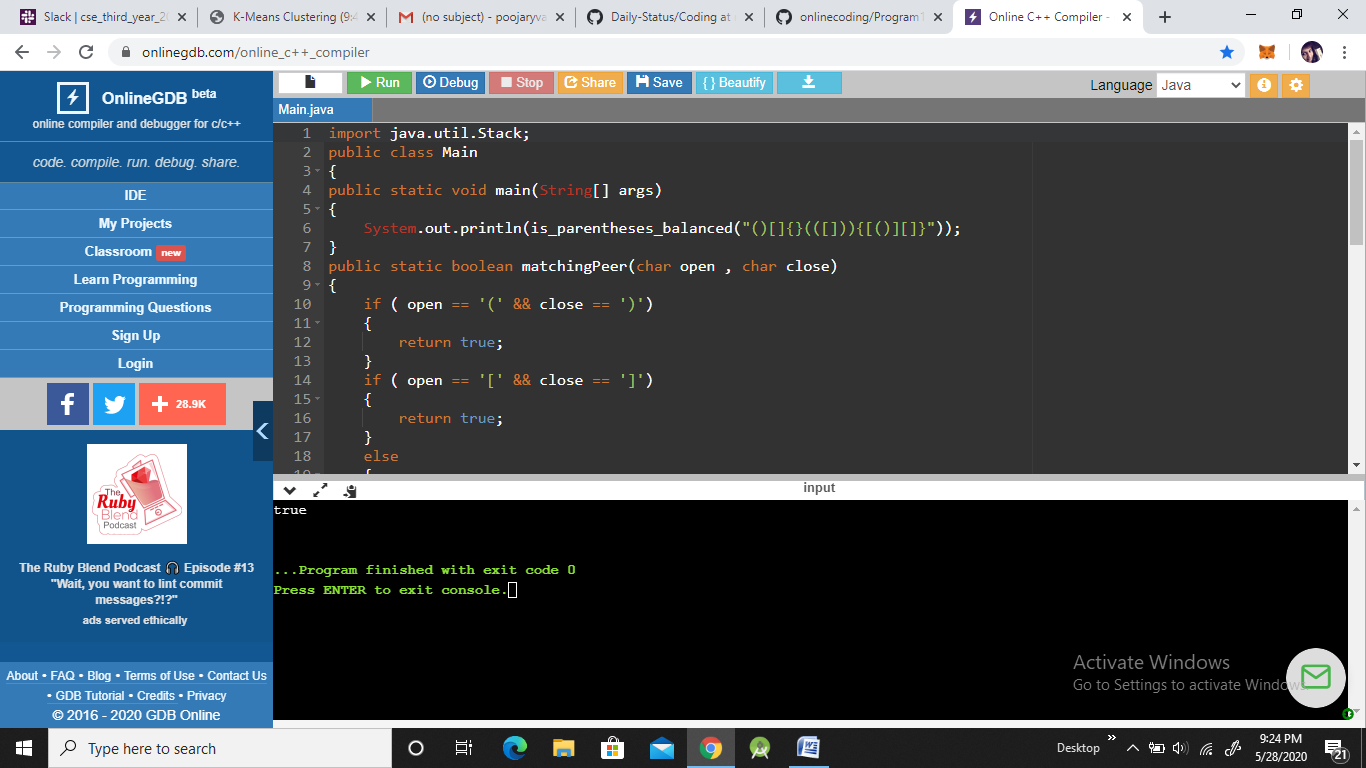 Slack | cse_third_year_2
K-Means Clustering (9:4
(no subject) - poojaryva
Daily-Status/Coding at
onlinecoding/Program1
Online C++ Compiler -
onlinegdb.com/online_c++_compiler
OnlineGDB beta
online compiler and debugger for c/c++
code. compile. run. debug. share.
IDE
My Projects
Classroom new
Learn Programming
Programming Questions
Sign Up
Login
28.9K
The
Ruby
Blend
Podcast
The Ruby Blend Podcast 🎧 Episode #13
"Wait, you want to lint commit
messages?!?"
ads served ethically
About • FAQ • Blog • Terms of Use • Contact Us
• GDB Tutorial • Credits • Privacy
© 2016 - 2020 GDB Online
Run Debug Stop Share Save { } Beautify
Language Java
Main.java
1 import java.util.Stack;
2 public class Main
3 {
4 public static void main(String[] args)
5 {
6 System.out.println(is_parentheses_balanced("()[]{}(([])){[()][]}"));
7 }
8 public static boolean matchingPeer(char open , char close)
9 {
10 if ( open == '(' && close == ')')
11 {
12 return true;
13 }
14 if ( open == '[' && close == ']')
15 {
16 return true;
17 }
18 else
19 {
input
true
...Program finished with exit code 0
Press ENTER to exit console.
Activate Windows
Go to Settings to activate Windows.
Type here to search
Desktop
9:24 PM
5/28/2020
21